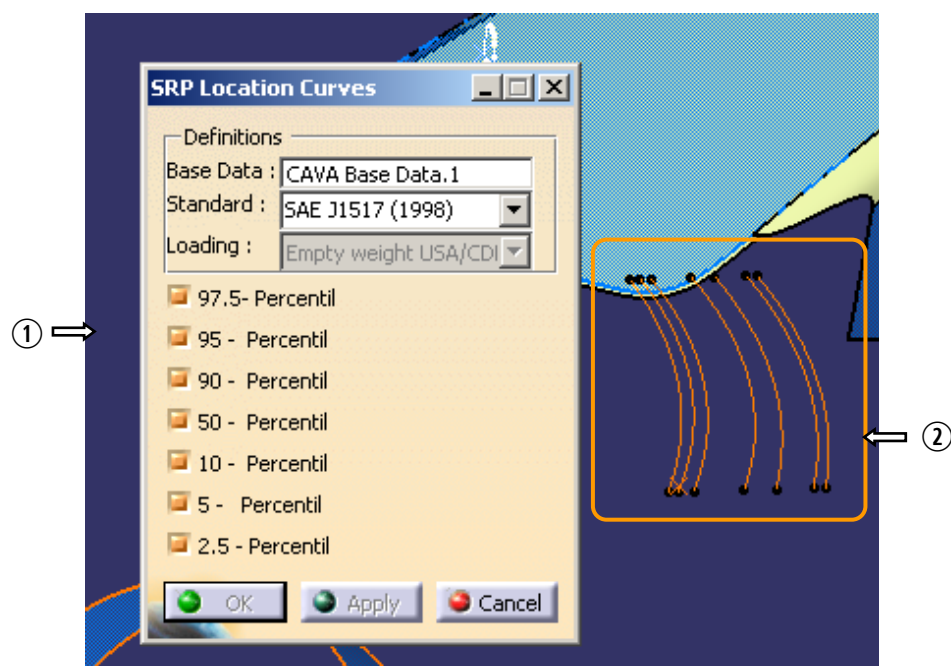 SRP Location Curves
Definitions
Base Data : CAVA Base Data.1
Standard : SAE J1517 (1998)
Loading : Empty weight USA/CDI
97.5- Percentil
95 - Percentil
90 - Percentil
50 - Percentil
10 - Percentil
5 - Percentil
2.5 - Percentil
OK Apply Cancel
①
②